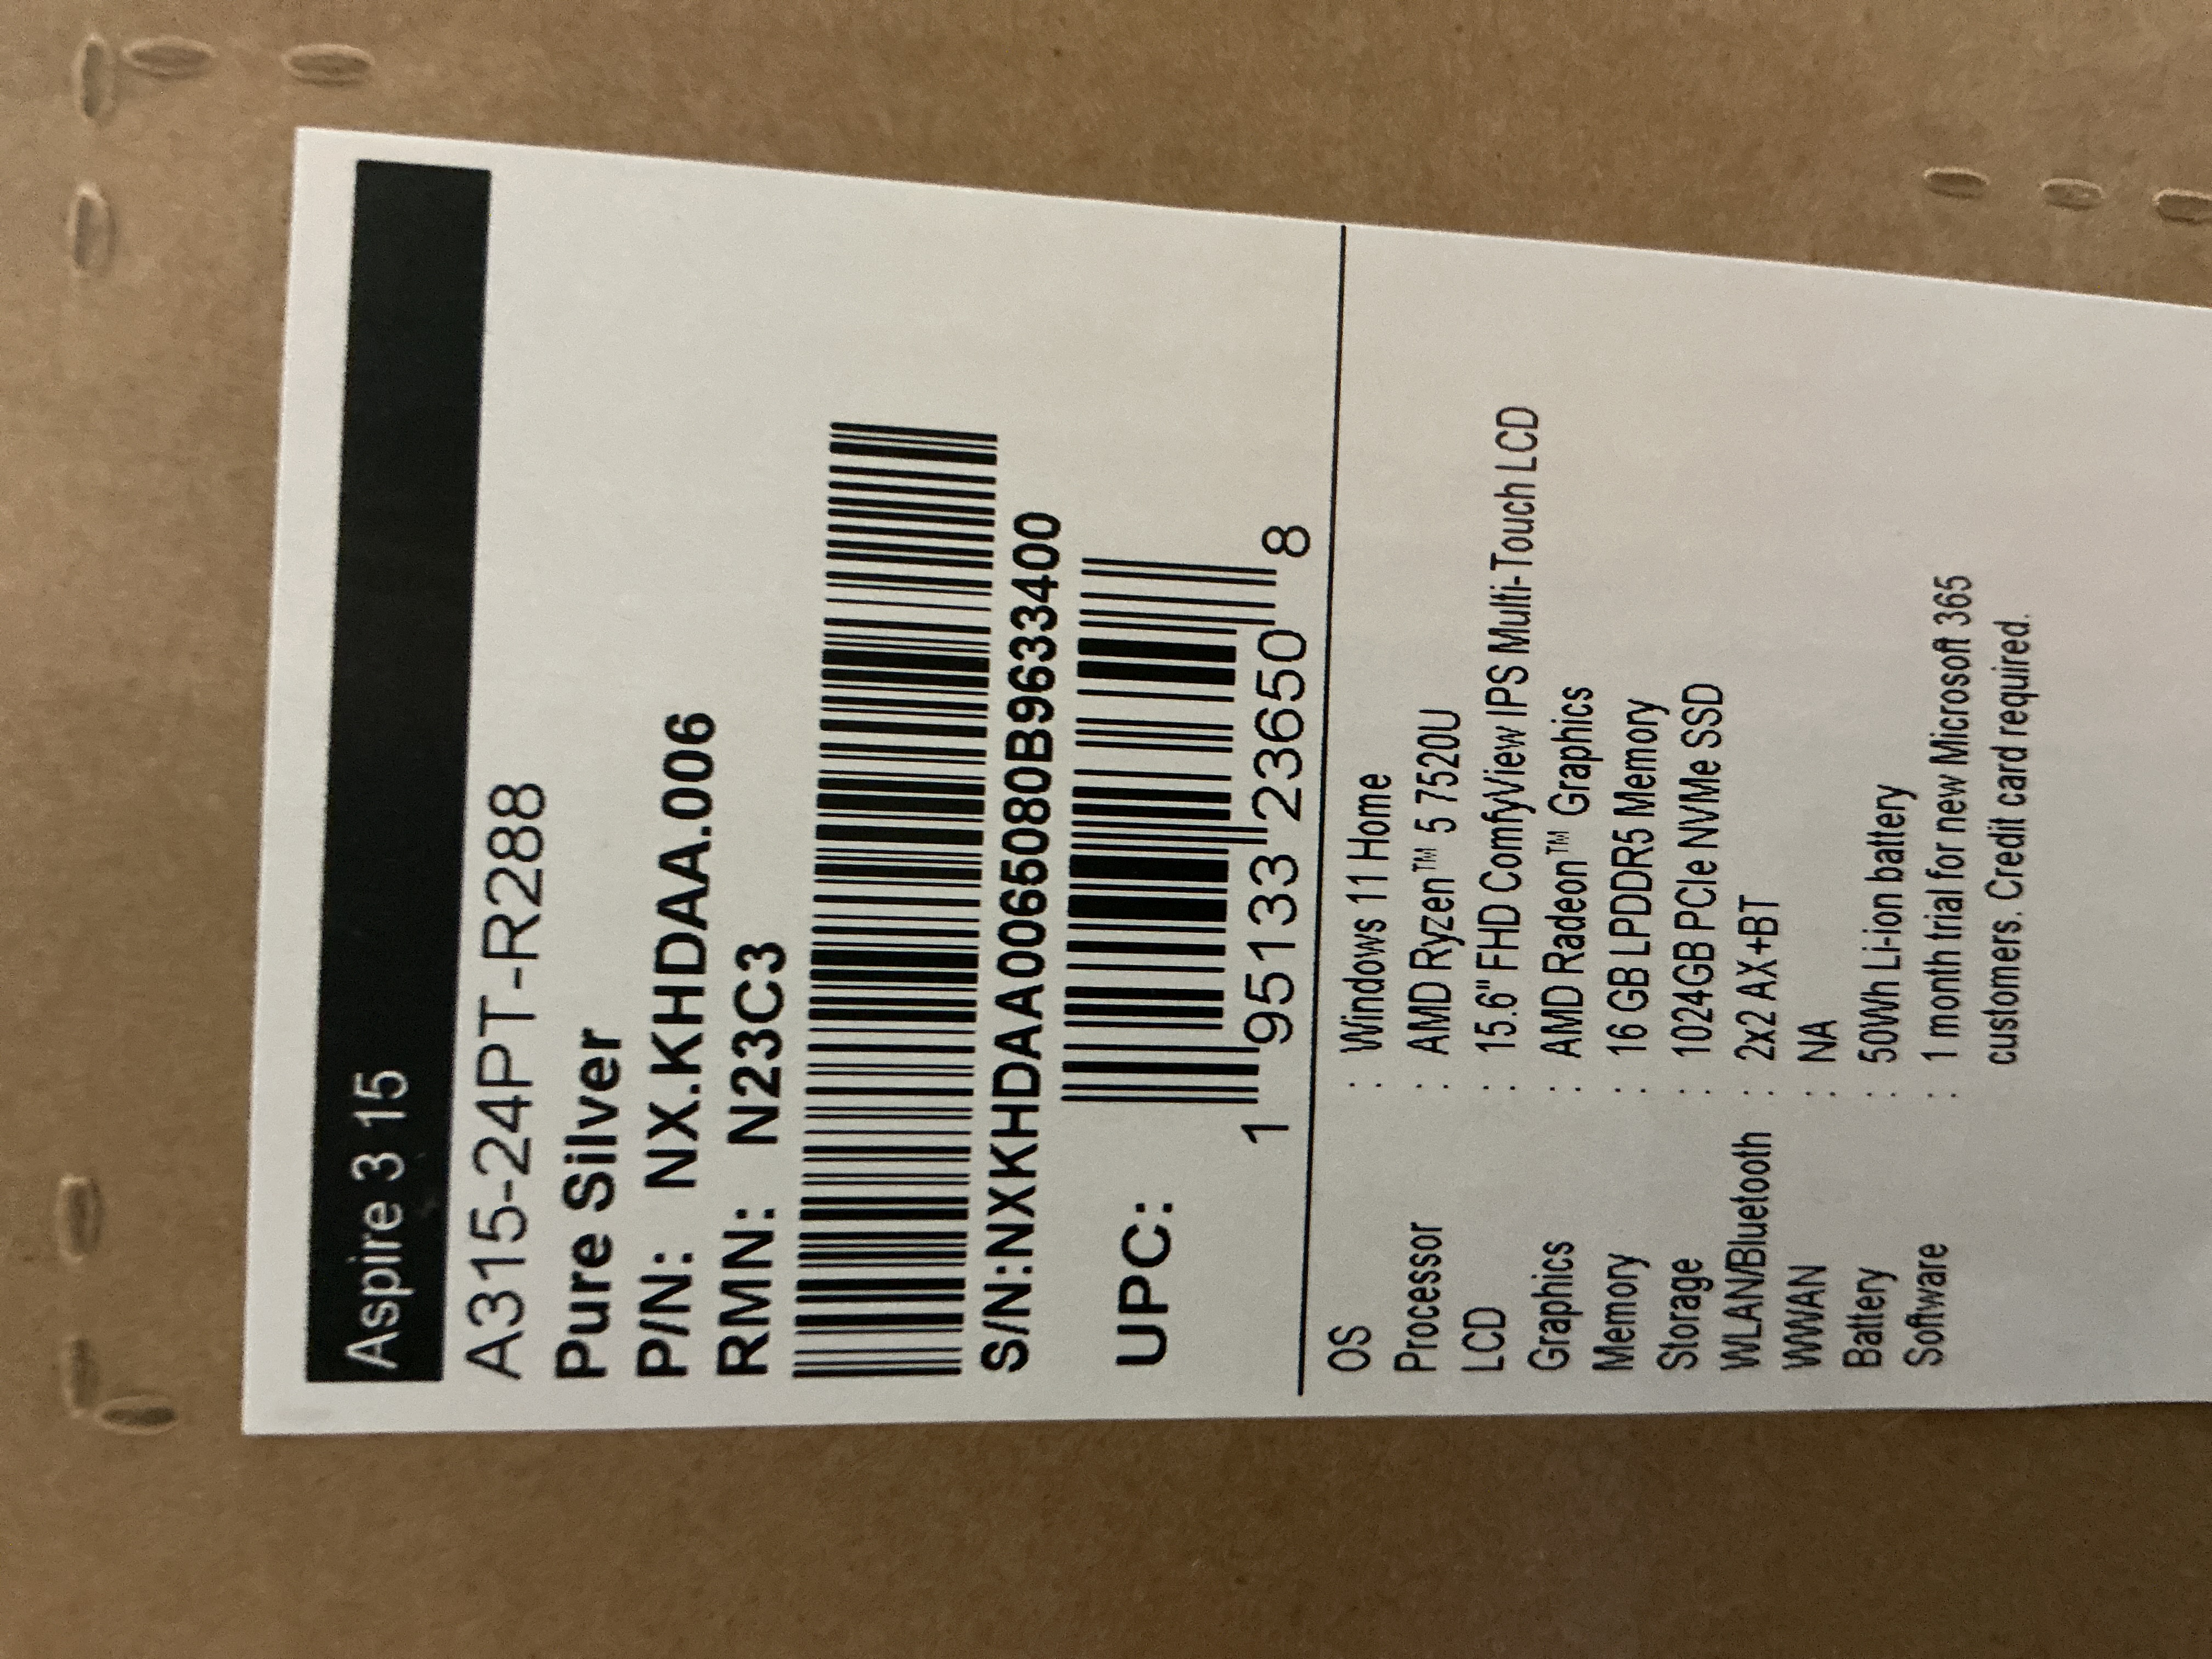 Aspire 3 15
A315-24PT-R288
Pure Silver
P/N: NX.KHDAA.006
RMN: N23C3
S/N:NXKHDAA0065080B9633400
UPC: 1 95133 23650 8
OS : Windows 11 Home
Processor : AMD Ryzen™ 5 7520U
LCD : 15.6" FHD ComfyView IPS Multi-Touch LCD
Graphics : AMD Radeon™ Graphics
Memory : 16 GB LPDDR5 Memory
Storage : 1024GB PCIe NVMe SSD
WLAN/Bluetooth : 2x2 AX+BT
WWAN : NA
Battery : 50Wh Li-ion battery
Software : 1 month trial for new Microsoft 365
customers. Credit card required.